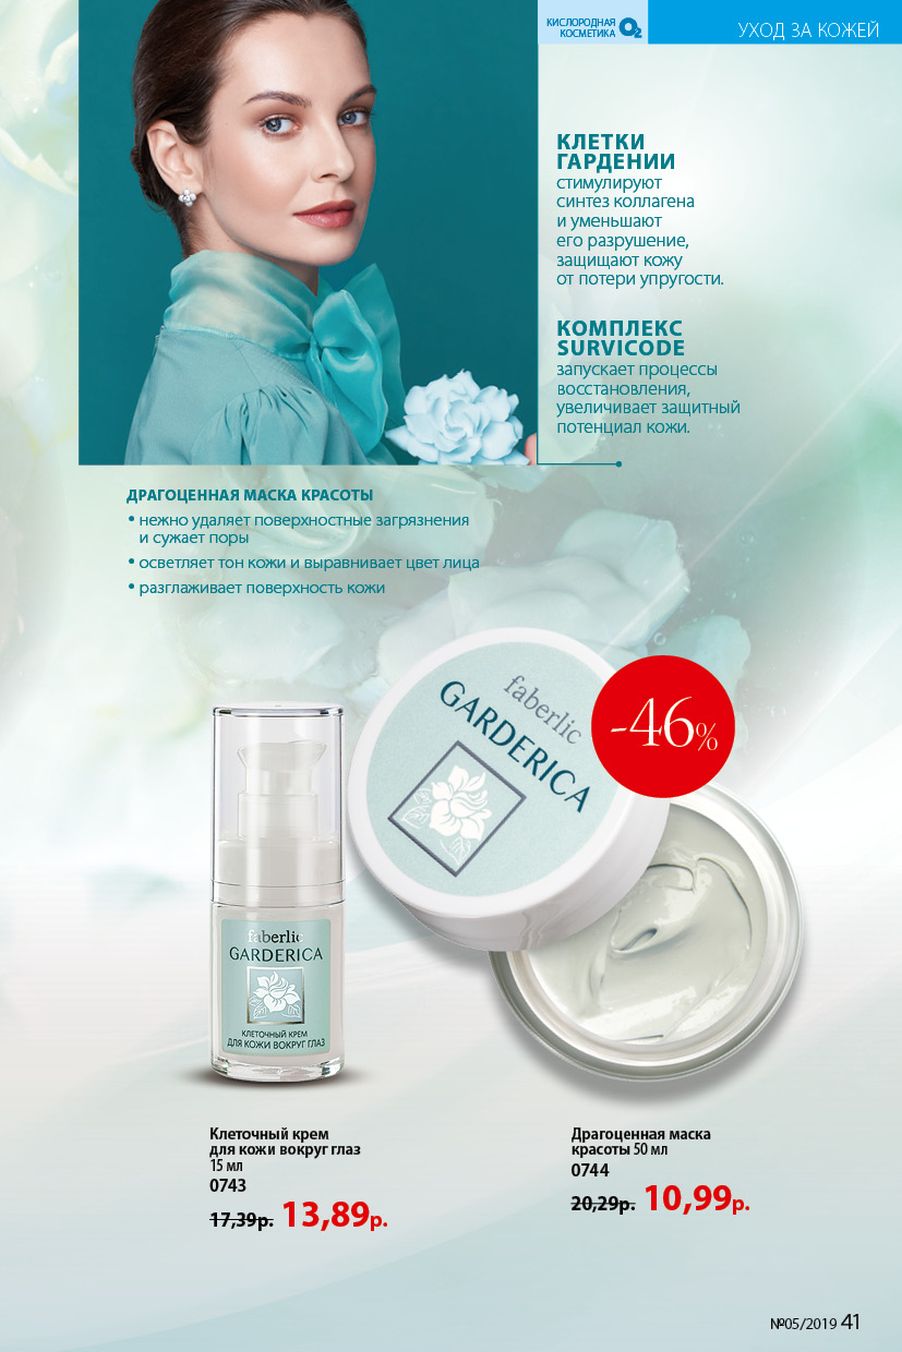 КИСЛОРОДНАЯ
КОСМЕТИКА O2
УХОД ЗА КОЖЕЙ
КЛЕТКИ
ГАРДЕНИИ
стимулируют
синтез коллагена
и уменьшают
его разрушение,
защищают кожу
от потери упругости.
КОМПЛЕКС
SURVICODE
запускает процессы
восстановления,
увеличивает защитный
потенциал кожи.
ДРАГОЦЕННАЯ МАСКА КРАСОТЫ
• нежно удаляет поверхностные загрязнения
и сужает поры
• осветляет тон кожи и выравнивает цвет лица
• разглаживает поверхность кожи
faberlic
GARDERICA
-46%
faberlic
GARDERICA
КЛЕТОЧНЫЙ КРЕМ
ДЛЯ КОЖИ ВОКРУГ ГЛАЗ
Клеточный крем
для кожи вокруг глаз
15 мл
0743
17,39р. 13,89р.
Драгоценная маска
красоты 50 мл
0744
20,29р. 10,99р.
№05/2019 41